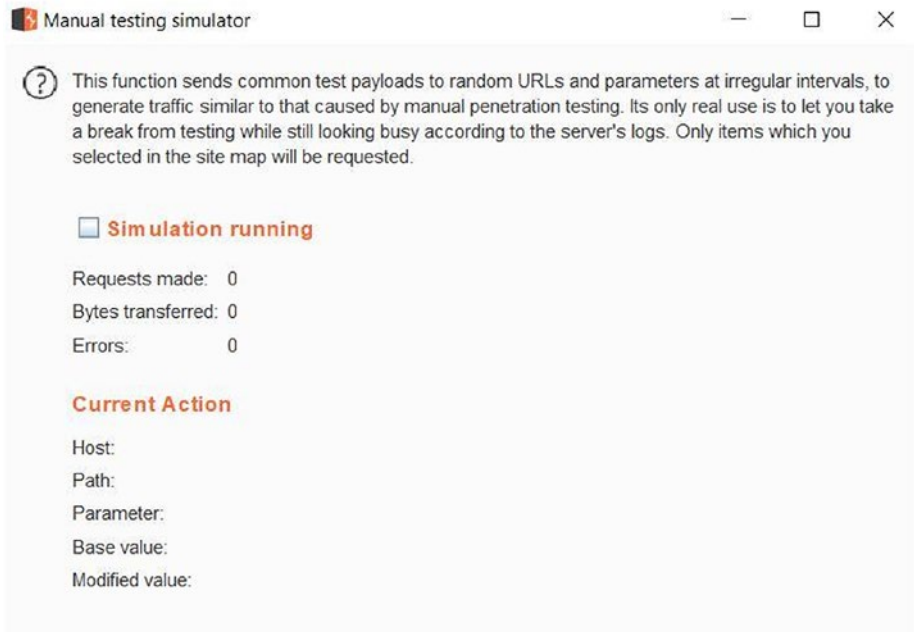 Manual testing simulator
This function sends common test payloads to random URLs and parameters at irregular intervals, to
generate traffic similar to that caused by manual penetration testing. Its only real use is to let you take
a break from testing while still looking busy according to the server's logs. Only items which you
selected in the site map will be requested.
Simulation running
Requests made: 0
Bytes transferred: 0
Errors: 0
Current Action
Host:
Path:
Parameter:
Base value:
Modified value: